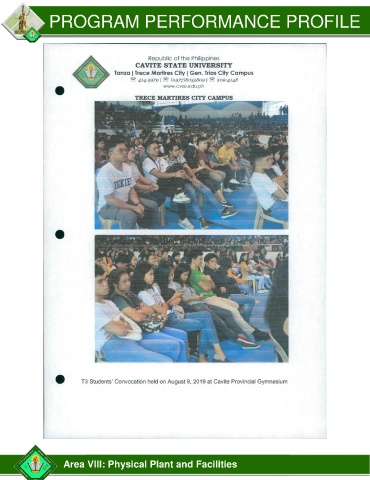 PROGRAM PERFORMANCE PROFILE
Republic of the Philippines
CAVITE STATE UNIVERSITY
Tanza | Trece Martires City | Gen. Trias City Campus
www.cvsu.edu.ph
TRECE MARTIRES CITY CAMPUS
T3 Students' Convocation held on August 8, 2019 at Cavite Provincial Gymnasium
Area VIII: Physical Plant and Facilities